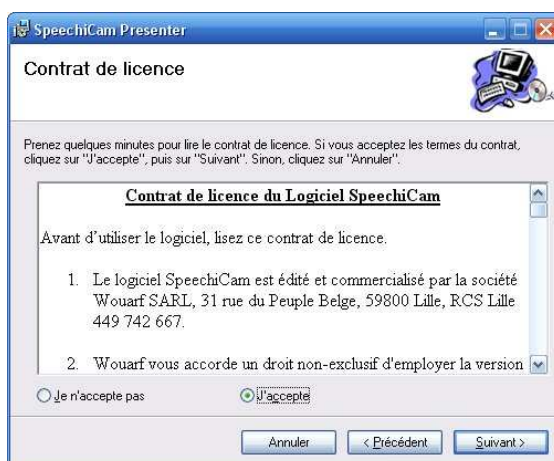 SpeechiCam Presenter
Contrat de licence
Prenez quelques minutes pour lire le contrat de licence. Si vous acceptez les termes du contrat,
cliquez sur "J'accepte", puis sur "Suivant". Sinon, cliquez sur "Annuler".
Contrat de licence du Logiciel SpeechiCam
Avant d'utiliser le logiciel, lisez ce contrat de licence.
1. Le logiciel SpeechiCam est édité et commercialisé par la société
Wouarf SARL, 31 rue du Peuple Belge, 59800 Lille, RCS Lille
449 742 667.
2. Wouarf vous accorde un droit non-exclusif d'employer la version
Je n'accepte pas
J'accepte
Annuler
< Précédent
Suivant >